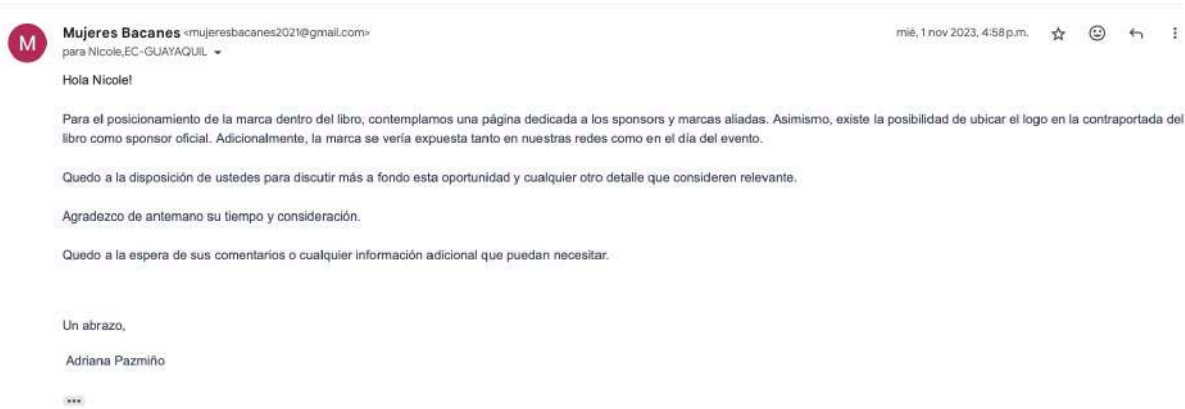 M
Mujeres Bacanes <mujeresbacanes2021@gmail.com>
mié, 1 nov 2023, 4:58 p.m.
para Nicole,EC-GUAYAQUIL
Hola Nicole!
Para el posicionamiento de la marca dentro del libro, contemplamos una página dedicada a los sponsors y marcas aliadas. Asimismo, existe la posibilidad de ubicar el logo en la contraportada del
libro como sponsor oficial. Adicionalmente, la marca se vería expuesta tanto en nuestras redes como en el día del evento.
Quedo a la disposición de ustedes para discutir más a fondo esta oportunidad y cualquier otro detalle que consideren relevante.
Agradezco de antemano su tiempo y consideración.
Quedo a la espera de sus comentarios o cualquier información adicional que puedan necesitar.
Un abrazo,
Adriana Pazmiño